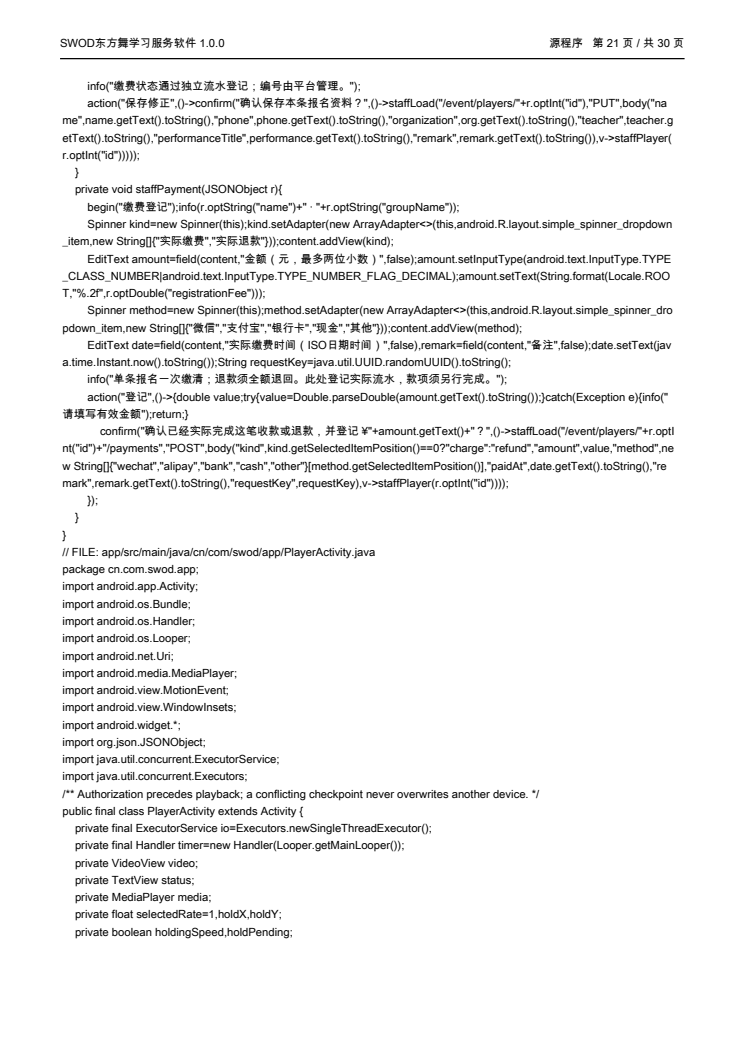 SWOD东方舞学习服务软件 1.0.0
源程序 第 21 页 / 共 30 页
info("缴费状态通过独立流水登记；编号由平台管理。");
action("保存修正",()->confirm("确认保存本条报名资料？",()->staffLoad("/event/players/"+r.optInt("id"),"PUT",body("na
me",name.getText().toString(),"phone",phone.getText().toString(),"organization",org.getText().toString(),"teacher",teacher.g
etText().toString(),"performanceTitle",performance.getText().toString(),"remark",remark.getText().toString()),v->staffPlayer(
r.optInt("id")))));
}
private void staffPayment(JSONObject r){
begin("缴费登记");info(r.optString("name")+" · "+r.optString("groupName"));
Spinner kind=new Spinner(this);kind.setAdapter(new ArrayAdapter<>(this,android.R.layout.simple_spinner_dropdown
_item,new String[]{"实际缴费","实际退款"}));content.addView(kind);
EditText amount=field(content,"金额（元，最多两位小数）",false);amount.setInputType(android.text.InputType.TYPE
_CLASS_NUMBER|android.text.InputType.TYPE_NUMBER_FLAG_DECIMAL);amount.setText(String.format(Locale.ROO
T,"%.2f",r.optDouble("registrationFee")));
Spinner method=new Spinner(this);method.setAdapter(new ArrayAdapter<>(this,android.R.layout.simple_spinner_dro
pdown_item,new String[]{"微信","支付宝","银行卡","现金","其他"}));content.addView(method);
EditText date=field(content,"实际缴费时间（ISO日期时间）",false),remark=field(content,"备注",false);date.setText(jav
a.time.Instant.now().toString());String requestKey=java.util.UUID.randomUUID().toString();
info("单条报名一次缴清；退款须全额退回。此处登记实际流水，款项须另行完成。");
action("登记",()->{double value;try{value=Double.parseDouble(amount.getText().toString());}catch(Exception e){info("
请填写有效金额");return;}
confirm("确认已经实际完成这笔收款或退款，并登记 ¥"+amount.getText()+"？",()->staffLoad("/event/players/"+r.optI
nt("id")+"/payments","POST",body("kind",kind.getSelectedItemPosition()==0?"charge":"refund","amount",value,"method",ne
w String[]{"wechat","alipay","bank","cash","other"}[method.getSelectedItemPosition()],"paidAt",date.getText().toString(),"re
mark",remark.getText().toString(),"requestKey",requestKey),v->staffPlayer(r.optInt("id"))));
});
}
}
// FILE: app/src/main/java/cn/com/swod/app/PlayerActivity.java
package cn.com.swod.app;
import android.app.Activity;
import android.os.Bundle;
import android.os.Handler;
import android.os.Looper;
import android.net.Uri;
import android.media.MediaPlayer;
import android.view.MotionEvent;
import android.view.WindowInsets;
import android.widget.*;
import org.json.JSONObject;
import java.util.concurrent.ExecutorService;
import java.util.concurrent.Executors;
/** Authorization precedes playback; a conflicting checkpoint never overwrites another device. */
public final class PlayerActivity extends Activity {
private final ExecutorService io=Executors.newSingleThreadExecutor();
private final Handler timer=new Handler(Looper.getMainLooper());
private VideoView video;
private TextView status;
private MediaPlayer media;
private float selectedRate=1,holdX,holdY;
private boolean holdingSpeed,holdPending;